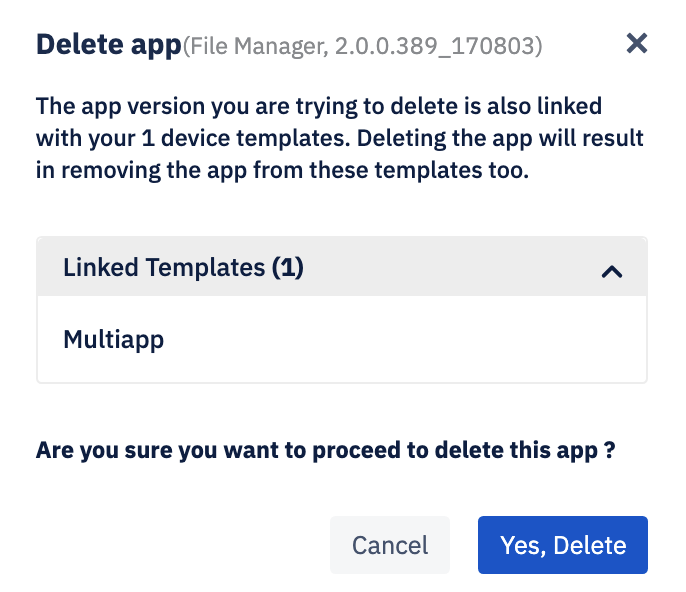 Delete app(File Manager, 2.0.0.389_170803)
The app version you are trying to delete is also linked
with your 1 device templates. Deleting the app will result
in removing the app from these templates too.
Linked Templates (1)
Multiapp
Are you sure you want to proceed to delete this app ?
Cancel
Yes, Delete